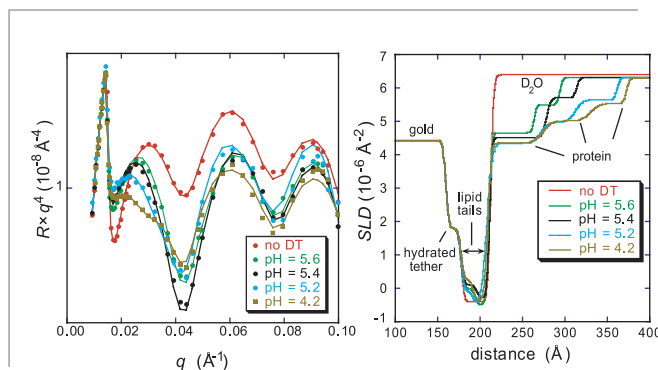 R× q⁴ (10⁻⁸ Å⁻⁴)
1
no DT
pH = 5.6
pH = 5.4
pH = 5.2
pH = 4.2
0.00 0.02 0.04 0.06 0.08 0.10
q (Å⁻¹)
SLD (10⁻⁶ Å⁻²)
7
6
5
4
3
2
1
0
-1
D₂O
gold
protein
lipid
tails
hydrated
tether
no DT
pH = 5.6
pH = 5.4
pH = 5.2
pH = 4.2
100 150 200 250 300 350 400
distance (Å)